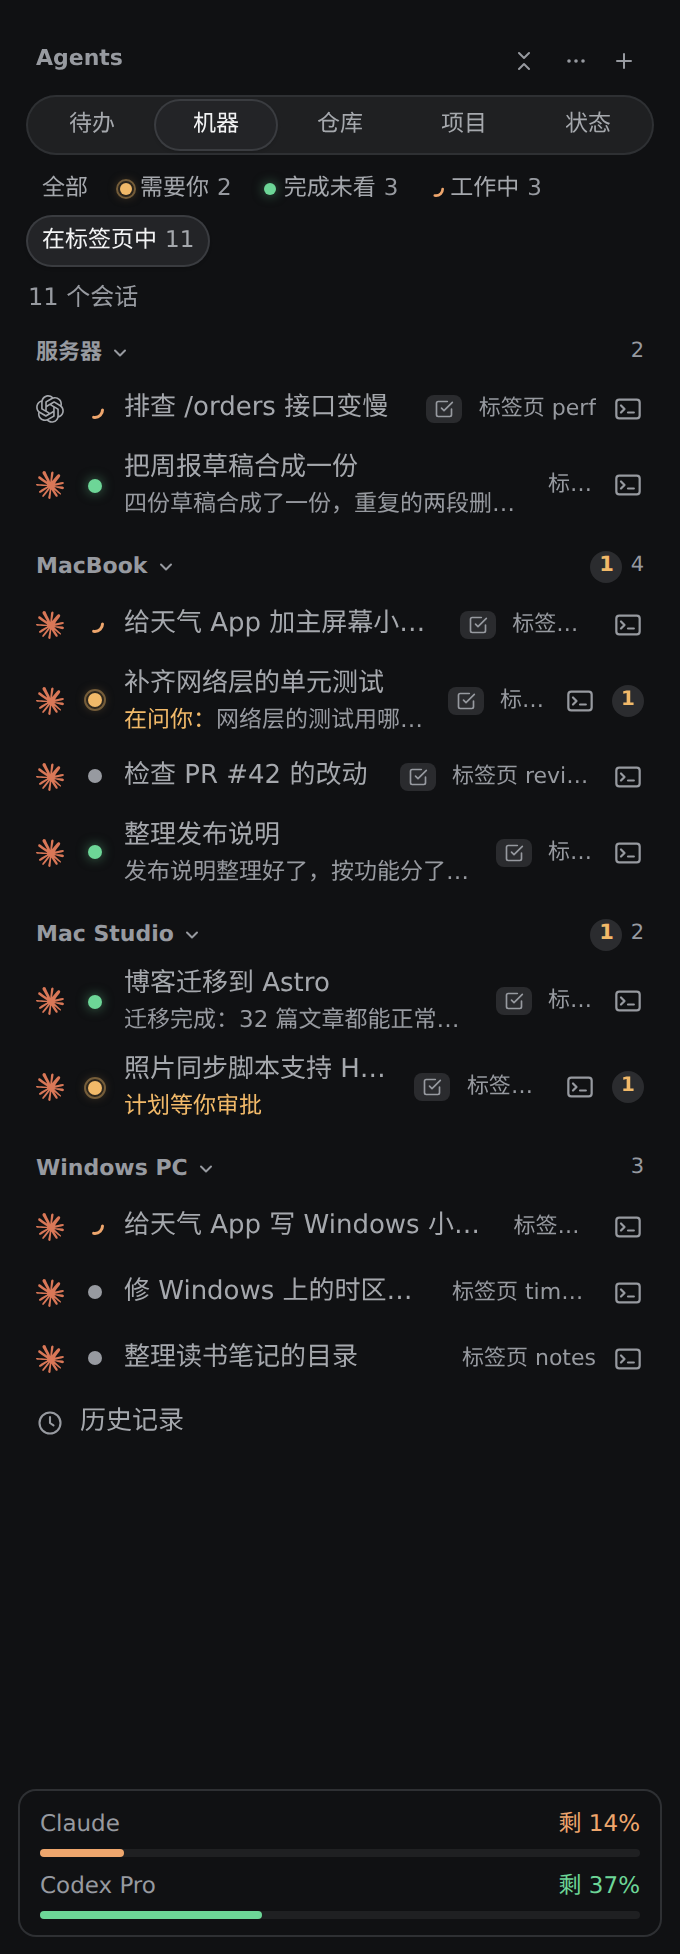 Agents
待办 机器 仓库 项目 状态
全部 需要你 2 完成未看 3 工作中 3
在标签页中 11
11 个会话
服务器 2
排查 /orders 接口变慢 标签页 perf
把周报草稿合成一份 标…
四份草稿合成了一份，重复的两段删…
MacBook 1 4
给天气 App 加主屏幕小… 标签…
补齐网络层的单元测试 标… 1
在问你：网络层的测试用哪…
检查 PR #42 的改动 标签页 revi…
整理发布说明 标…
发布说明整理好了，按功能分了…
Mac Studio 1 2
博客迁移到 Astro 标…
迁移完成：32 篇文章都能正常…
照片同步脚本支持 H… 标签… 1
计划等你审批
Windows PC 3
给天气 App 写 Windows 小… 标签…
修 Windows 上的时区… 标签页 tim…
整理读书笔记的目录 标签页 notes
历史记录
Claude 剩 14%
Codex Pro 剩 37%